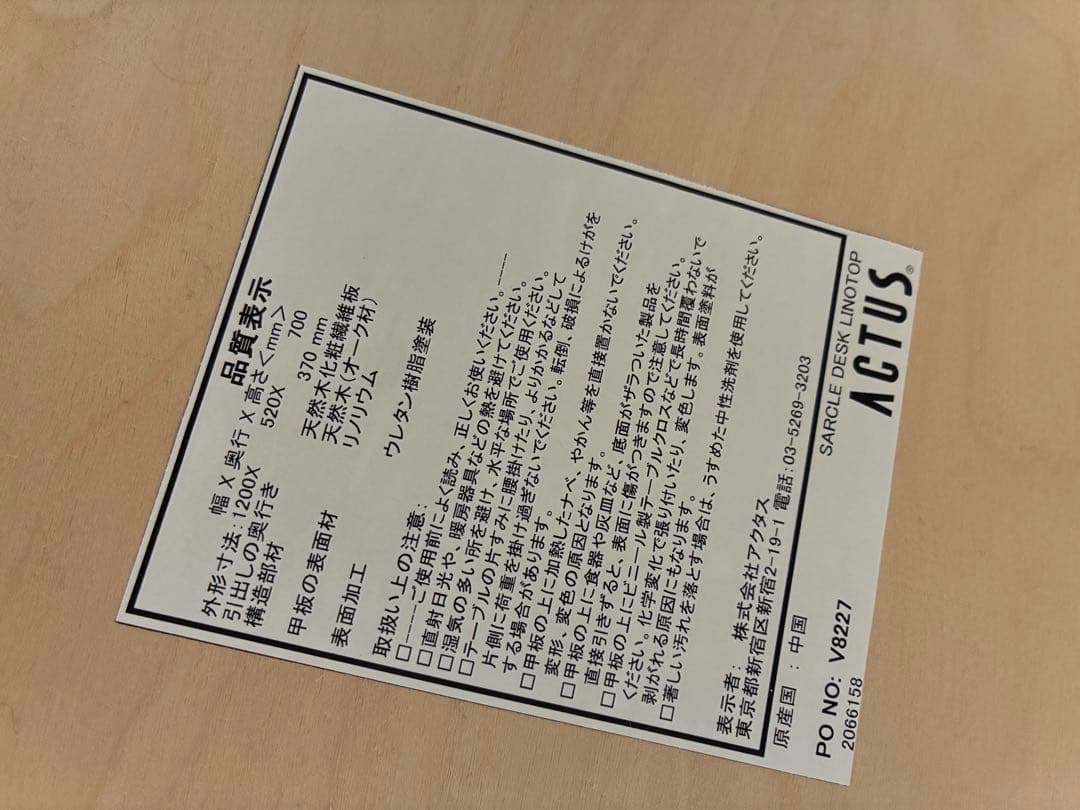 品質表示
幅 X 奥行 X 高さ<mm>
外形寸法:1200X 520X 700
引出しの奥行き 370 mm
構造部材 天然木化粧繊維板
天然木(オーク材)
甲板の表面材 リノリウム
表面加工 ウレタン樹脂塗装
取扱い上の注意:
□……ご使用前によく読み、正しくお使いください。……
□直射日光や、暖房器具などの熱を避けてください。
□湿気の多い所を避け、水平な場所でご使用ください。
□テーブルの片すみに腰掛けたり、よりかかるなどして
片側に荷重を掛け過ぎないでください。転倒、破損によるけがを
する場合があります。
□甲板の上に加熱したナベ、やかん等を直接置かないでください。
変形、変色の原因となります。
□甲板の上に食器や灰皿など、底面がザラついた製品を
直接引きずると、表面に傷がつきますので注意してください。
□甲板の上にビニール製テーブルクロスなどで長時間覆わないで
ください。化学変化で張り付いたり、変色します。表面塗料が
剥がれる原因にもなります。
□著しい汚れを落とす場合は、うすめた中性洗剤を使用してください。
表示者: 株式会社アクタス
東京都新宿区新宿2-19-1 電話:03-5269-3203
原産国 : 中国
SARCLE DESK LINOTOP
PO NO: V8227
ACTUS®
2066158